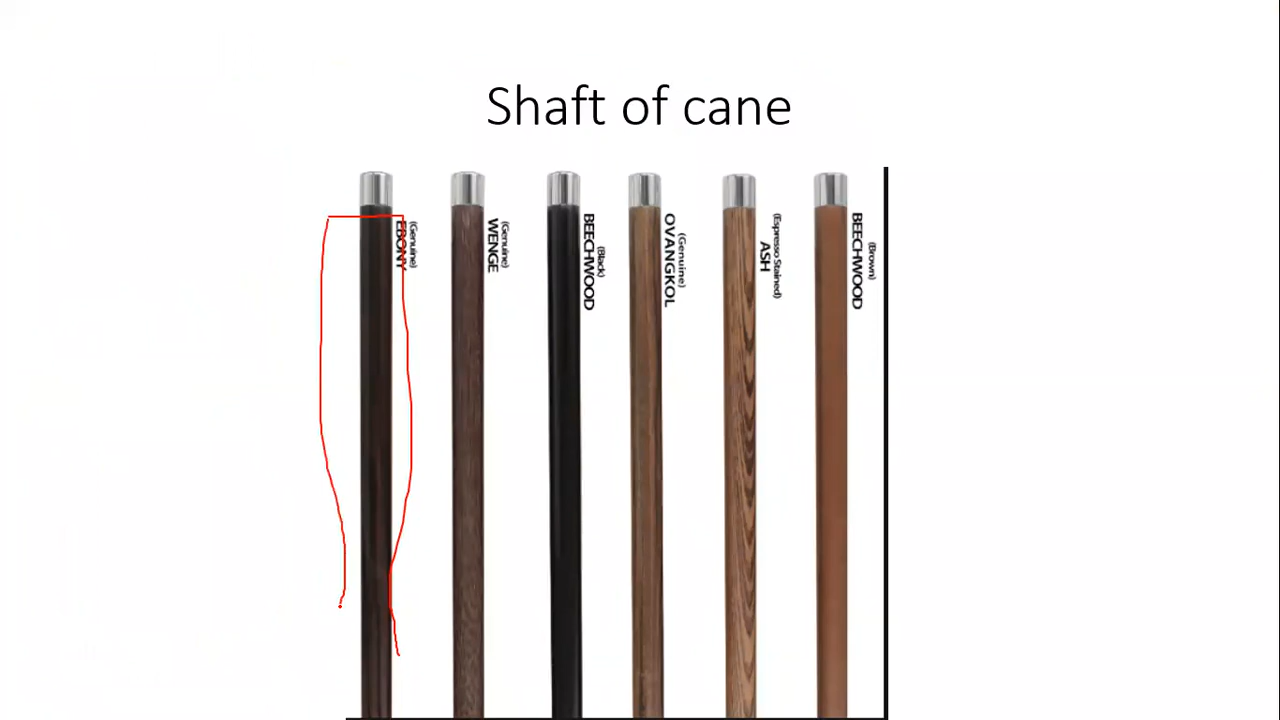 Shaft of cane
(Genuine)
EBONY
(Genuine)
WENGE
(Black)
BEECHWOOD
(Genuine)
OVANGKOL
(Espresso Stained)
ASH
(Brown)
BEECHWOOD